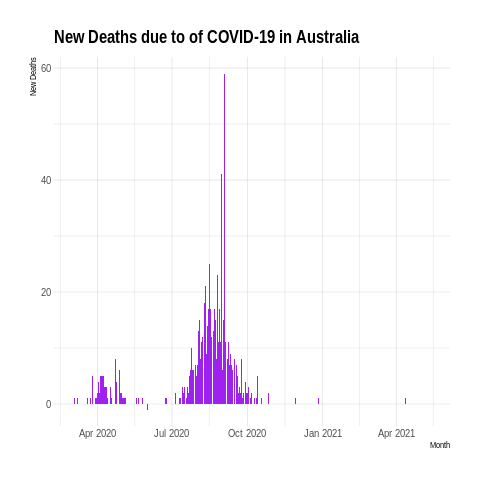 New Deaths due to of COVID-19 in Australia
New Deaths
60
40
20
0
Apr 2020 Jul 2020 Oct 2020 Jan 2021 Apr 2021
Month